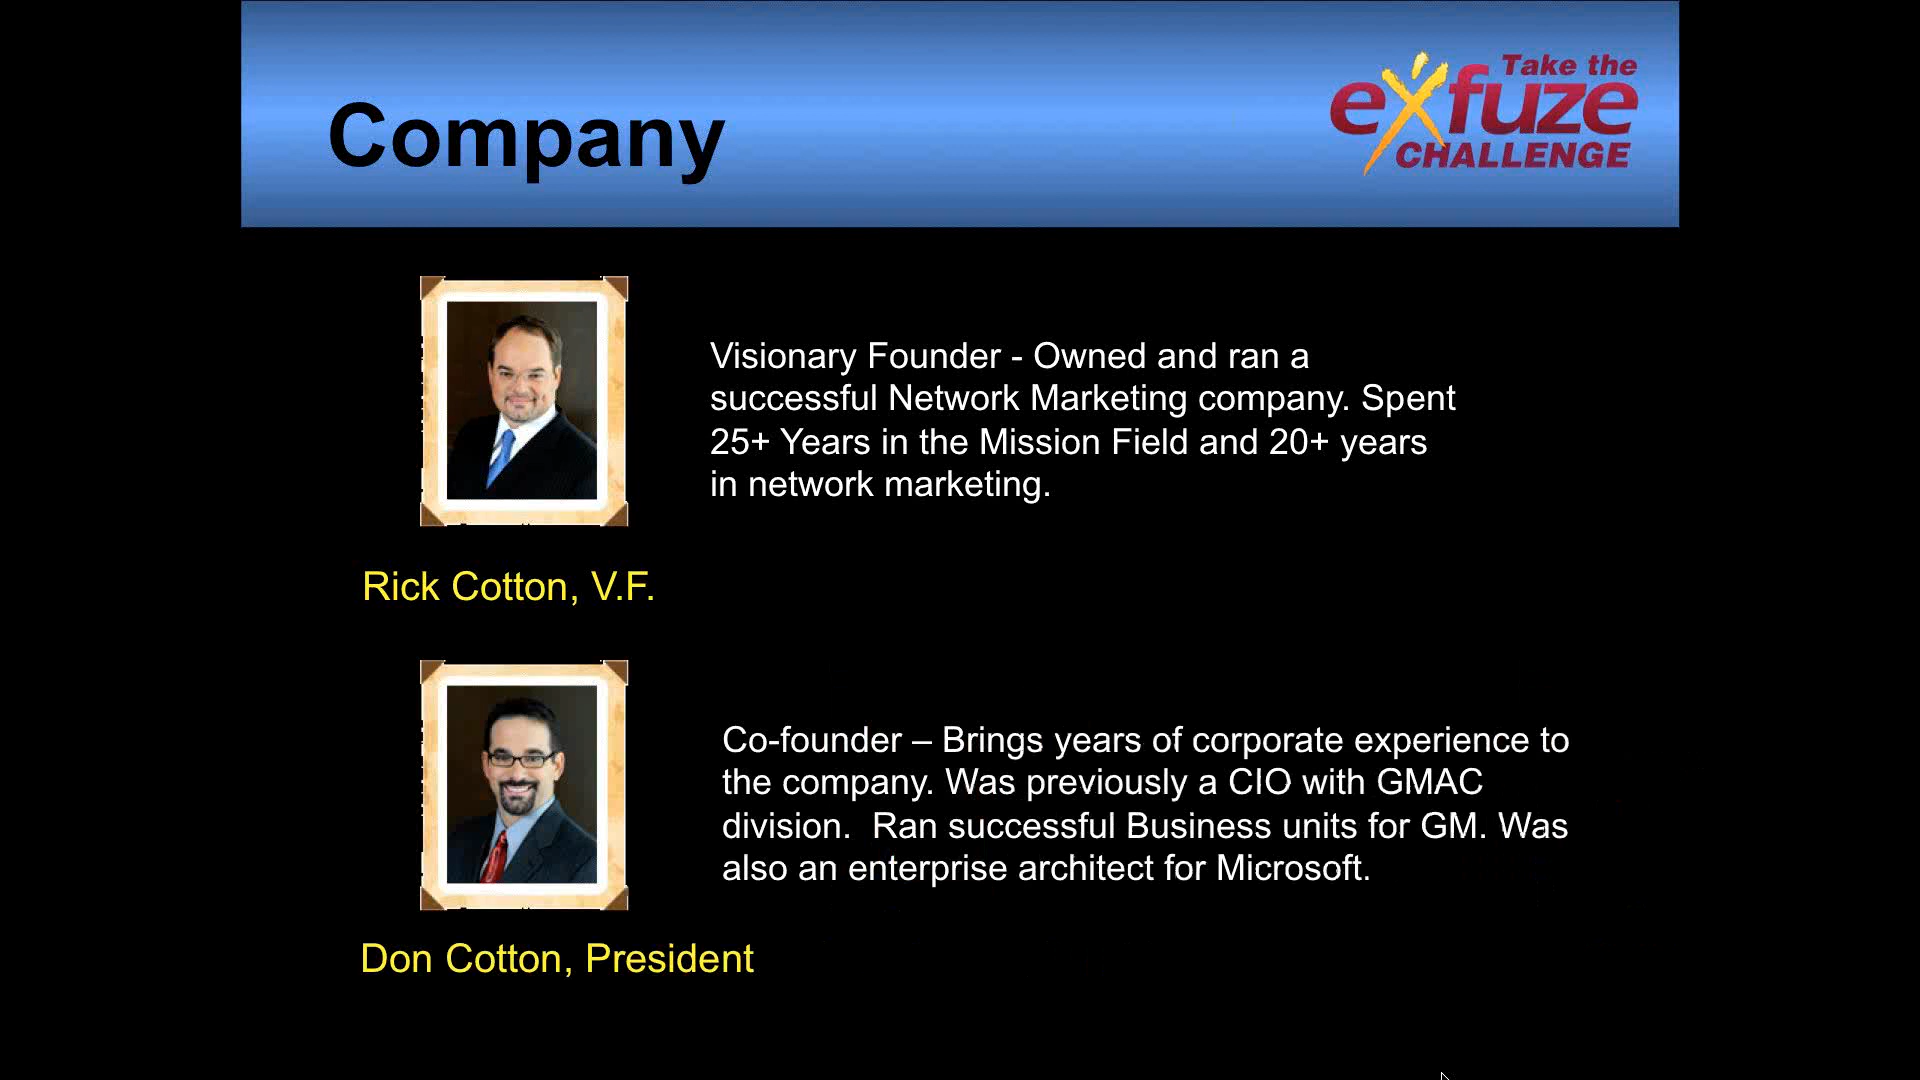 Company
Take the
exfuze
CHALLENGE
Visionary Founder - Owned and ran a
successful Network Marketing company. Spent
25+ Years in the Mission Field and 20+ years
in network marketing.
Rick Cotton, V.F.
Co-founder – Brings years of corporate experience to
the company. Was previously a CIO with GMAC
division.  Ran successful Business units for GM. Was
also an enterprise architect for Microsoft.
Don Cotton, President